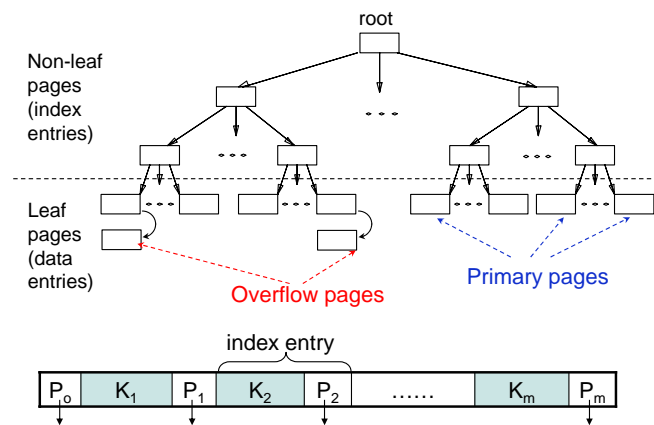 root
Non-leaf
pages
(index
entries)
Leaf
pages
(data
entries)
Overflow pages
Primary pages
index entry
P₀ K₁ P₁ K₂ P₂ ...... Kₘ Pₘ